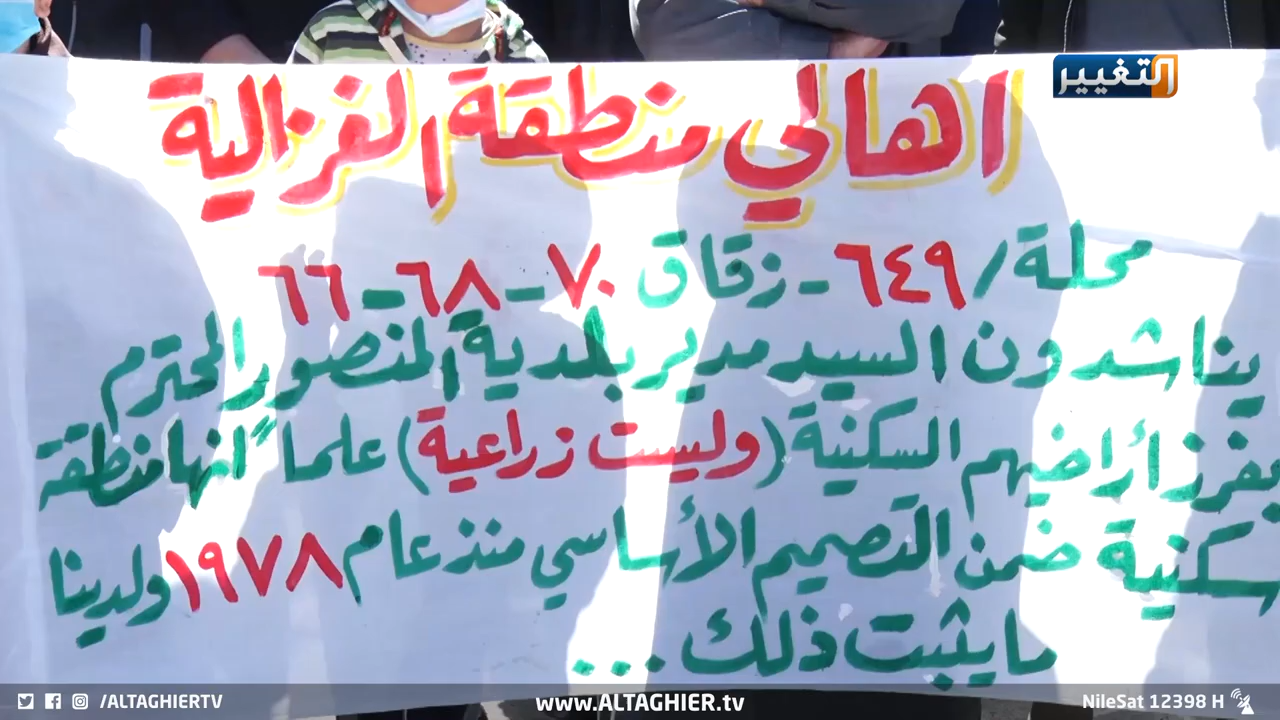 التغيير
اهالي منطقة الغزالية
محلة/ ٦٤٩ - زقاق ٧٠ - ٦٨ - ٦٦
يناشدون السيد مدير بلدية المنصور المحترم
بفرز أراضيهم السكنية (وليست زراعية) علماً انها منطقة
سكنية ضمن التصميم الأساسي منذ عام ١٩٧٨ ولدينا
ما يثبت ذلك ...
/ALTAGHIERTV www.ALTAGHIER.tv NileSat 12398 H